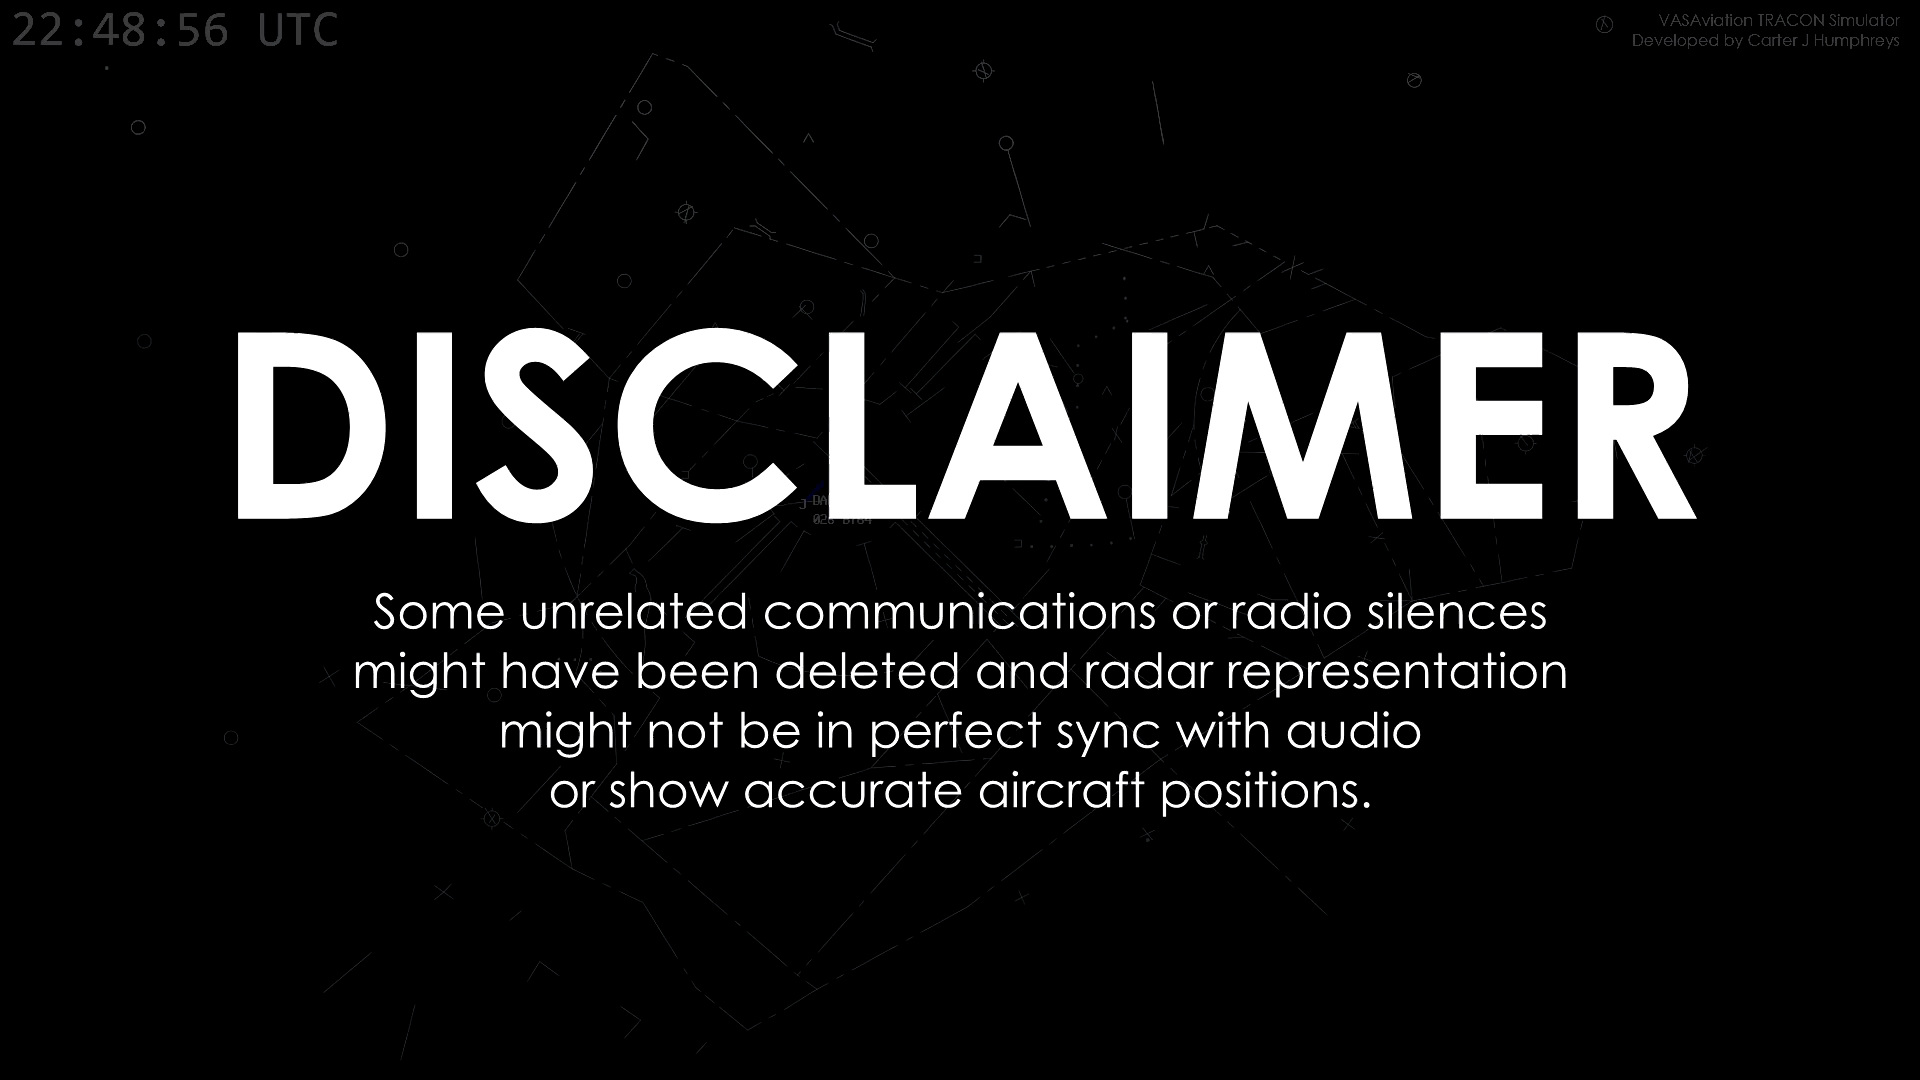 22:48:56 UTC
VASAviation TRACON Simulator
Developed by Carter J Humphreys
DISCLAIMER
Some unrelated communications or radio silences
might have been deleted and radar representation
might not be in perfect sync with audio
or show accurate aircraft positions.